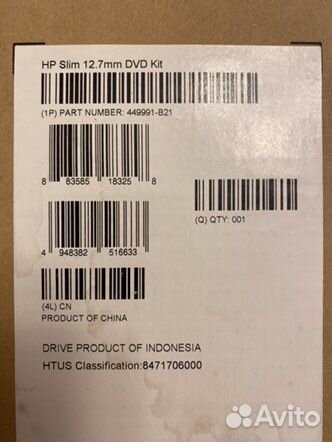 HP Slim 12.7mm DVD Kit
(1P) PART NUMBER: 449991-B21
8 83585 18325 8
(Q) QTY: 001
4 948382 516633
(4L) CN
PRODUCT OF CHINA
DRIVE PRODUCT OF INDONESIA
HTUS Classification:8471706000
Avito